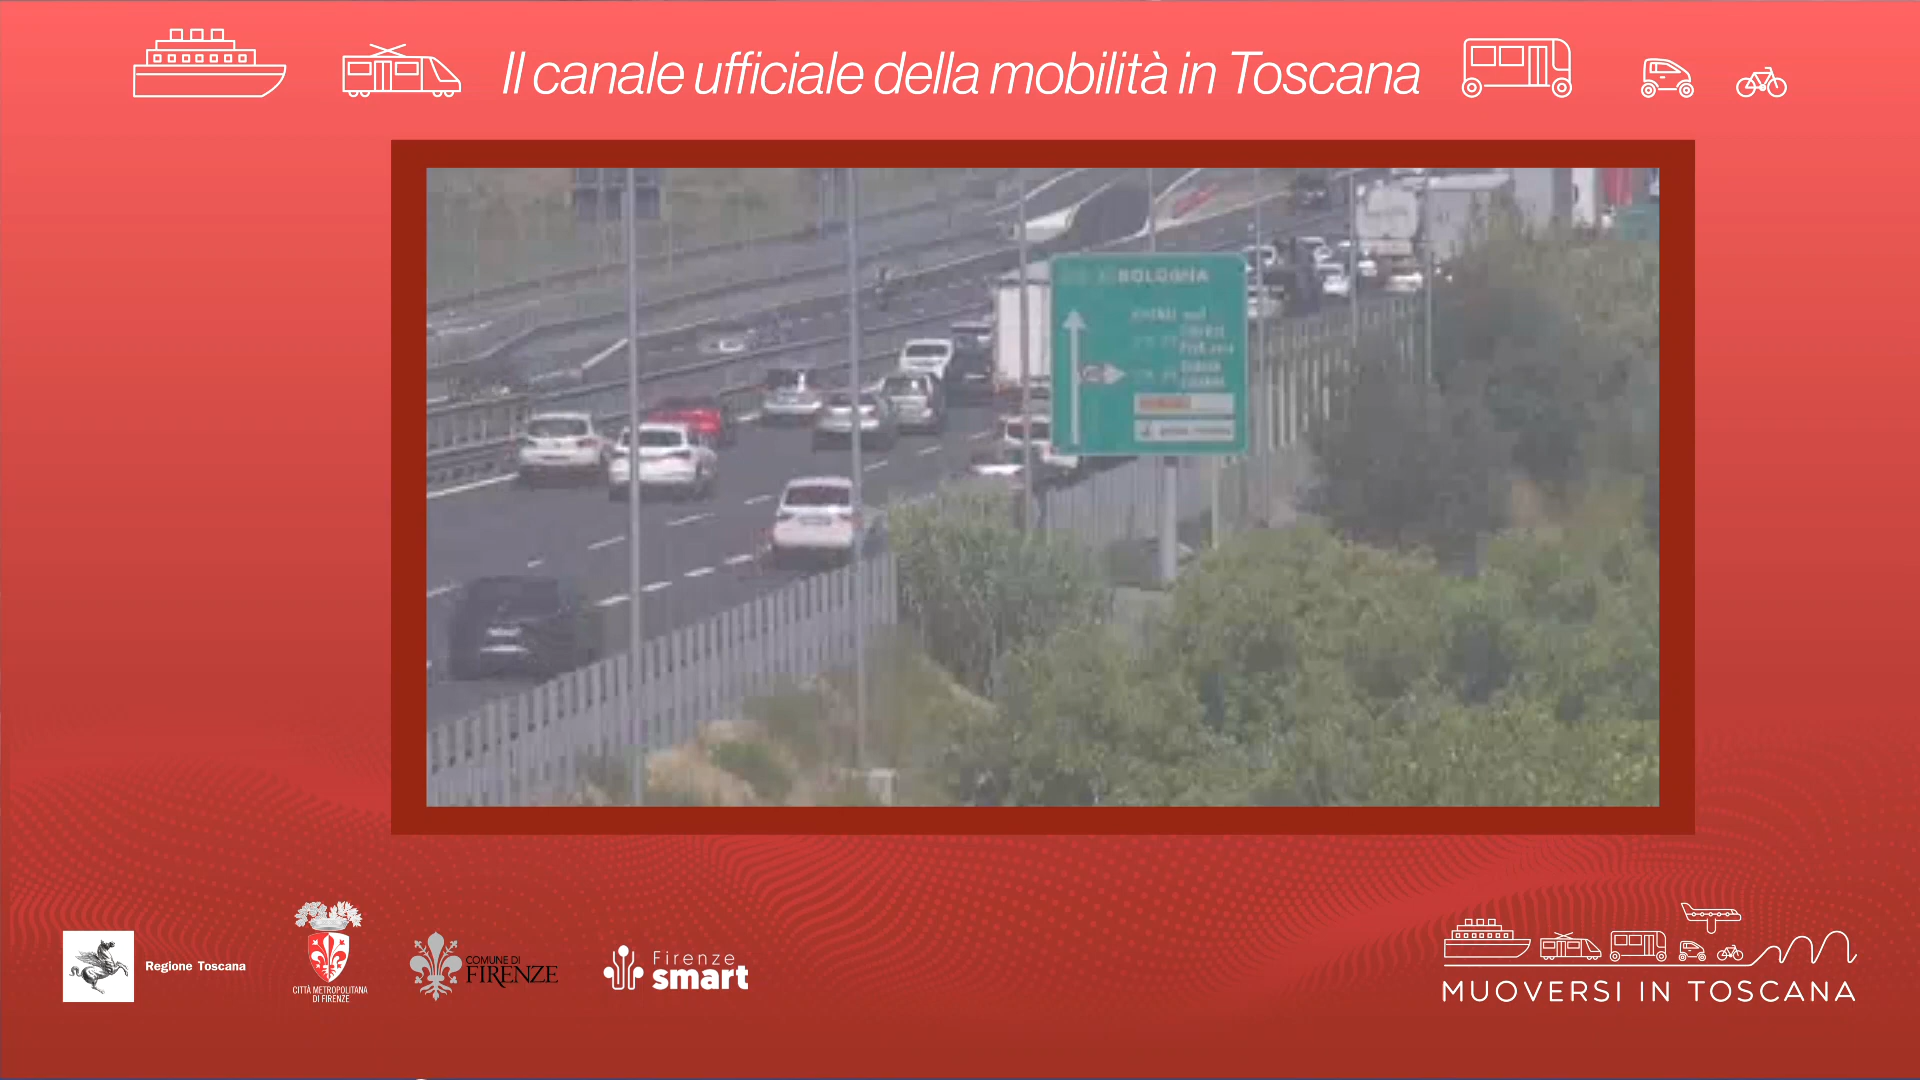 Il canale ufficiale della mobilità in Toscana
BOLOGNA
Regione Toscana
CITTÀ METROPOLITANA
DI FIRENZE
COMUNE DI
FIRENZE
Firenze
smart
MUOVERSI IN TOSCANA